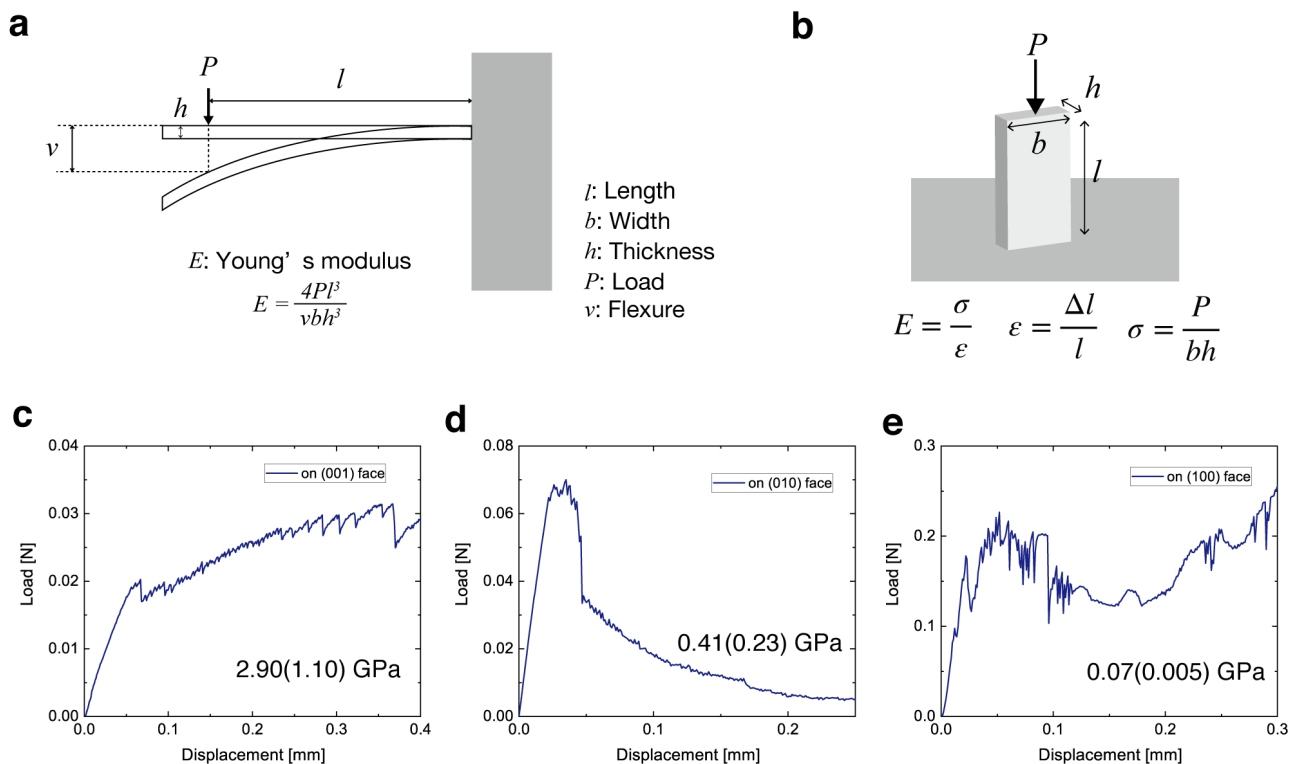 a
P
l
h
v
E: Young’ s modulus
E = 4Pl³ / vbh³
l: Length
b: Width
h: Thickness
P: Load
v: Flexure
b
P
h
b
l
E = σ / ε   ε = Δl / l   σ = P / bh
c
0.04
0.03
0.02
0.01
0.00
Load [N]
on (001) face
2.90(1.10) GPa
0.0 0.1 0.2 0.3 0.4
Displacement [mm]
d
0.08
0.06
0.04
0.02
0.00
Load [N]
on (010) face
0.41(0.23) GPa
0.0 0.1 0.2
Displacement [mm]
e
0.3
0.2
0.1
0.0
Load [N]
on (100) face
0.07(0.005) GPa
0.0 0.1 0.2 0.3
Displacement [mm]